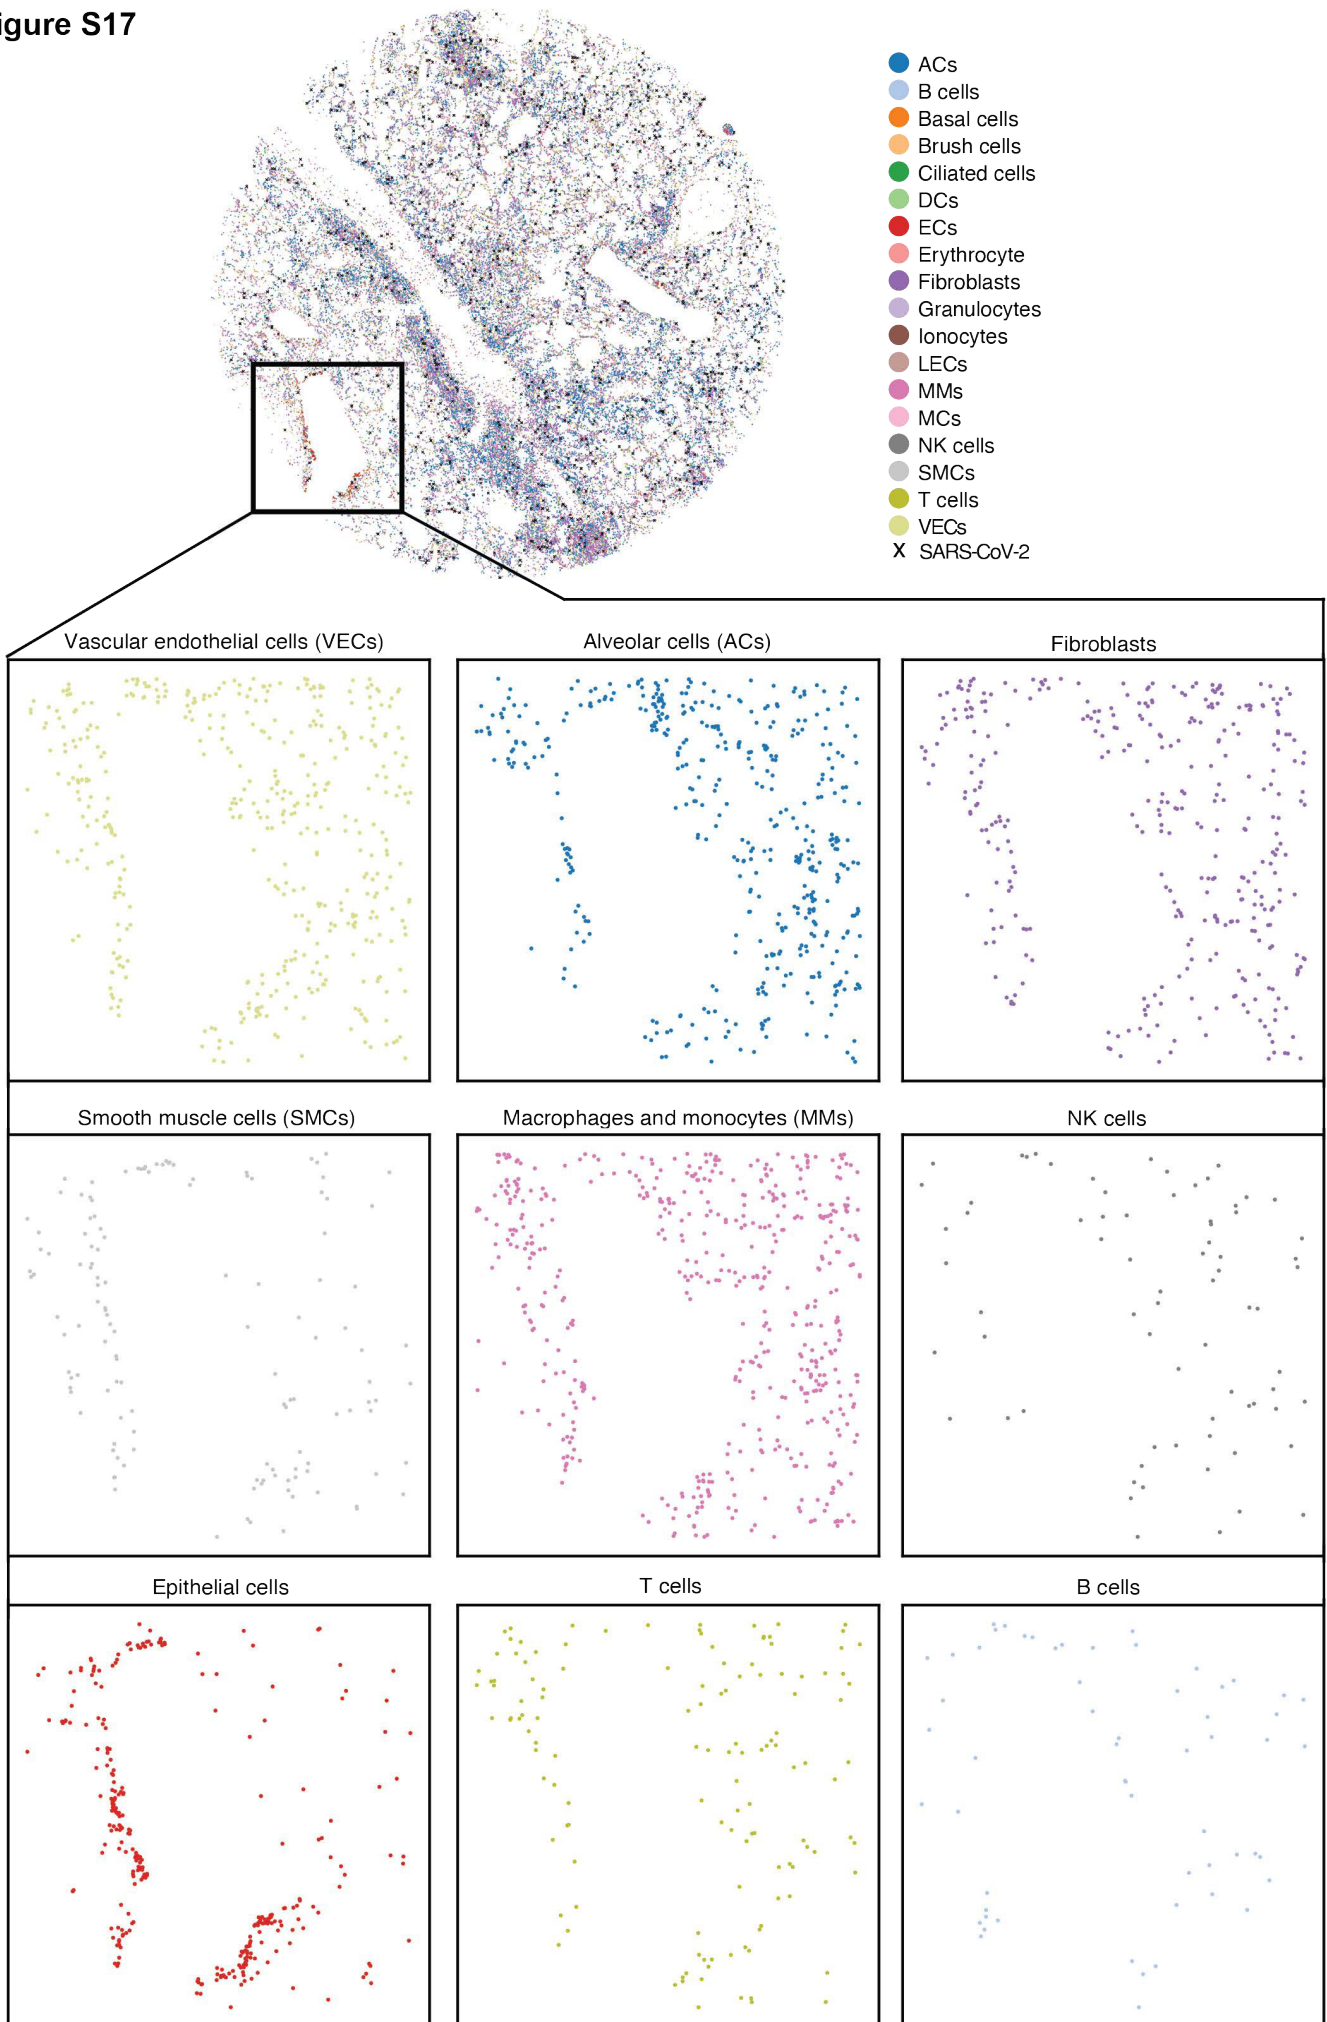 igure S17
ACs
B cells
Basal cells
Brush cells
Ciliated cells
DCs
ECs
Erythrocyte
Fibroblasts
Granulocytes
Ionocytes
LECs
MMs
MCs
NK cells
SMCs
T cells
VECs
x SARS-CoV-2
Vascular endothelial cells (VECs)
Alveolar cells (ACs)
Fibroblasts
Smooth muscle cells (SMCs)
Macrophages and monocytes (MMs)
NK cells
Epithelial cells
T cells
B cells